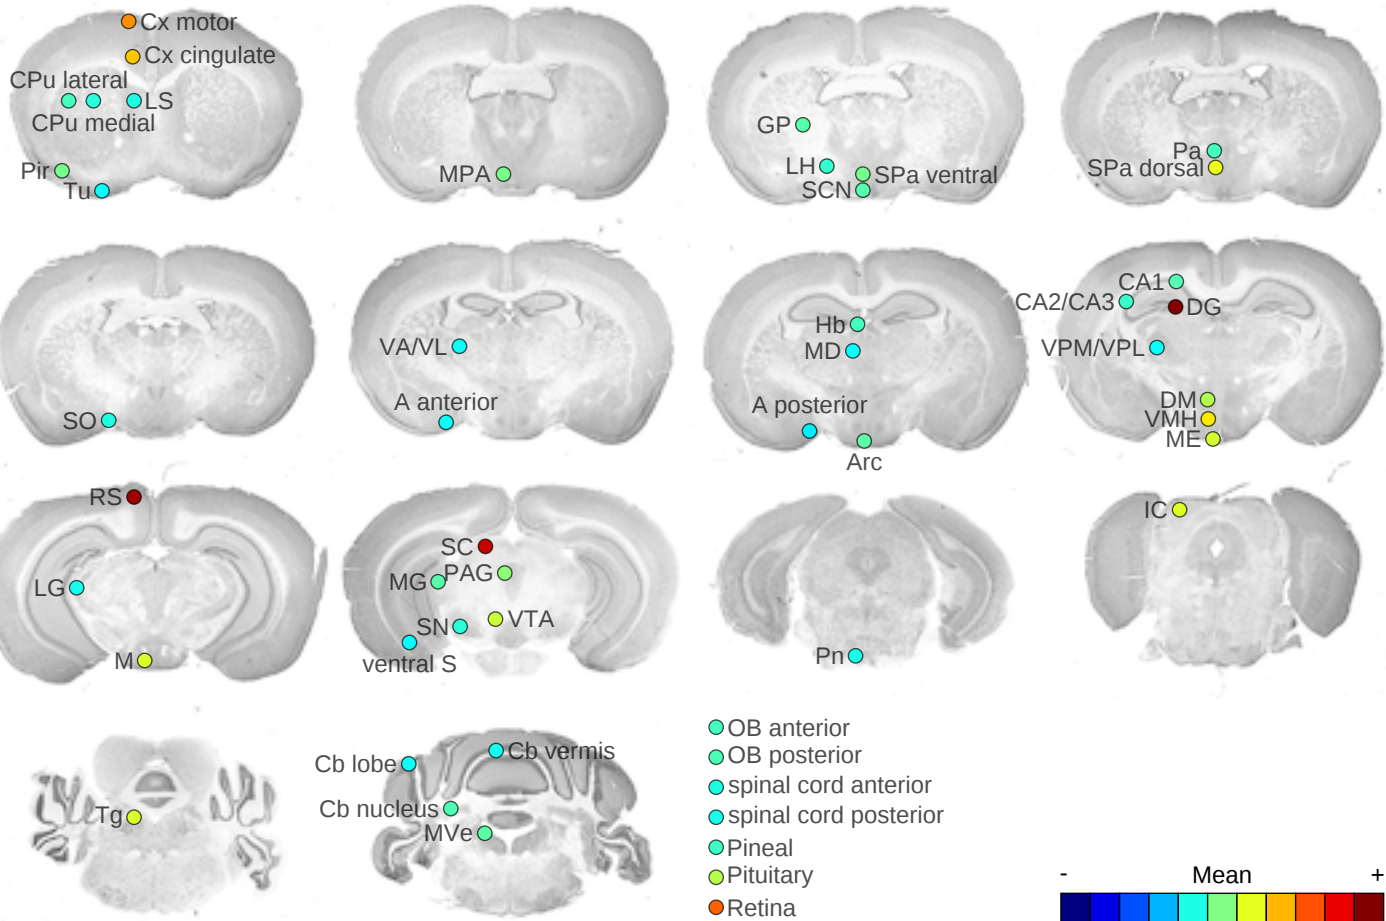 Cx motor
Cx cingulate
CPu lateral
LS
CPu medial
Pir
Tu
MPA
GP
LH
SPa ventral
SCN
Pa
SPa dorsal
SO
VA/VL
A anterior
Hb
MD
A posterior
Arc
CA1
CA2/CA3
DG
VPM/VPL
DM
VMH
ME
RS
LG
M
SC
PAG
MG
VTA
SN
ventral S
Pn
IC
Tg
Cb vermis
Cb lobe
Cb nucleus
MVe
OB anterior
OB posterior
spinal cord anterior
spinal cord posterior
Pineal
Pituitary
Retina
- Mean +